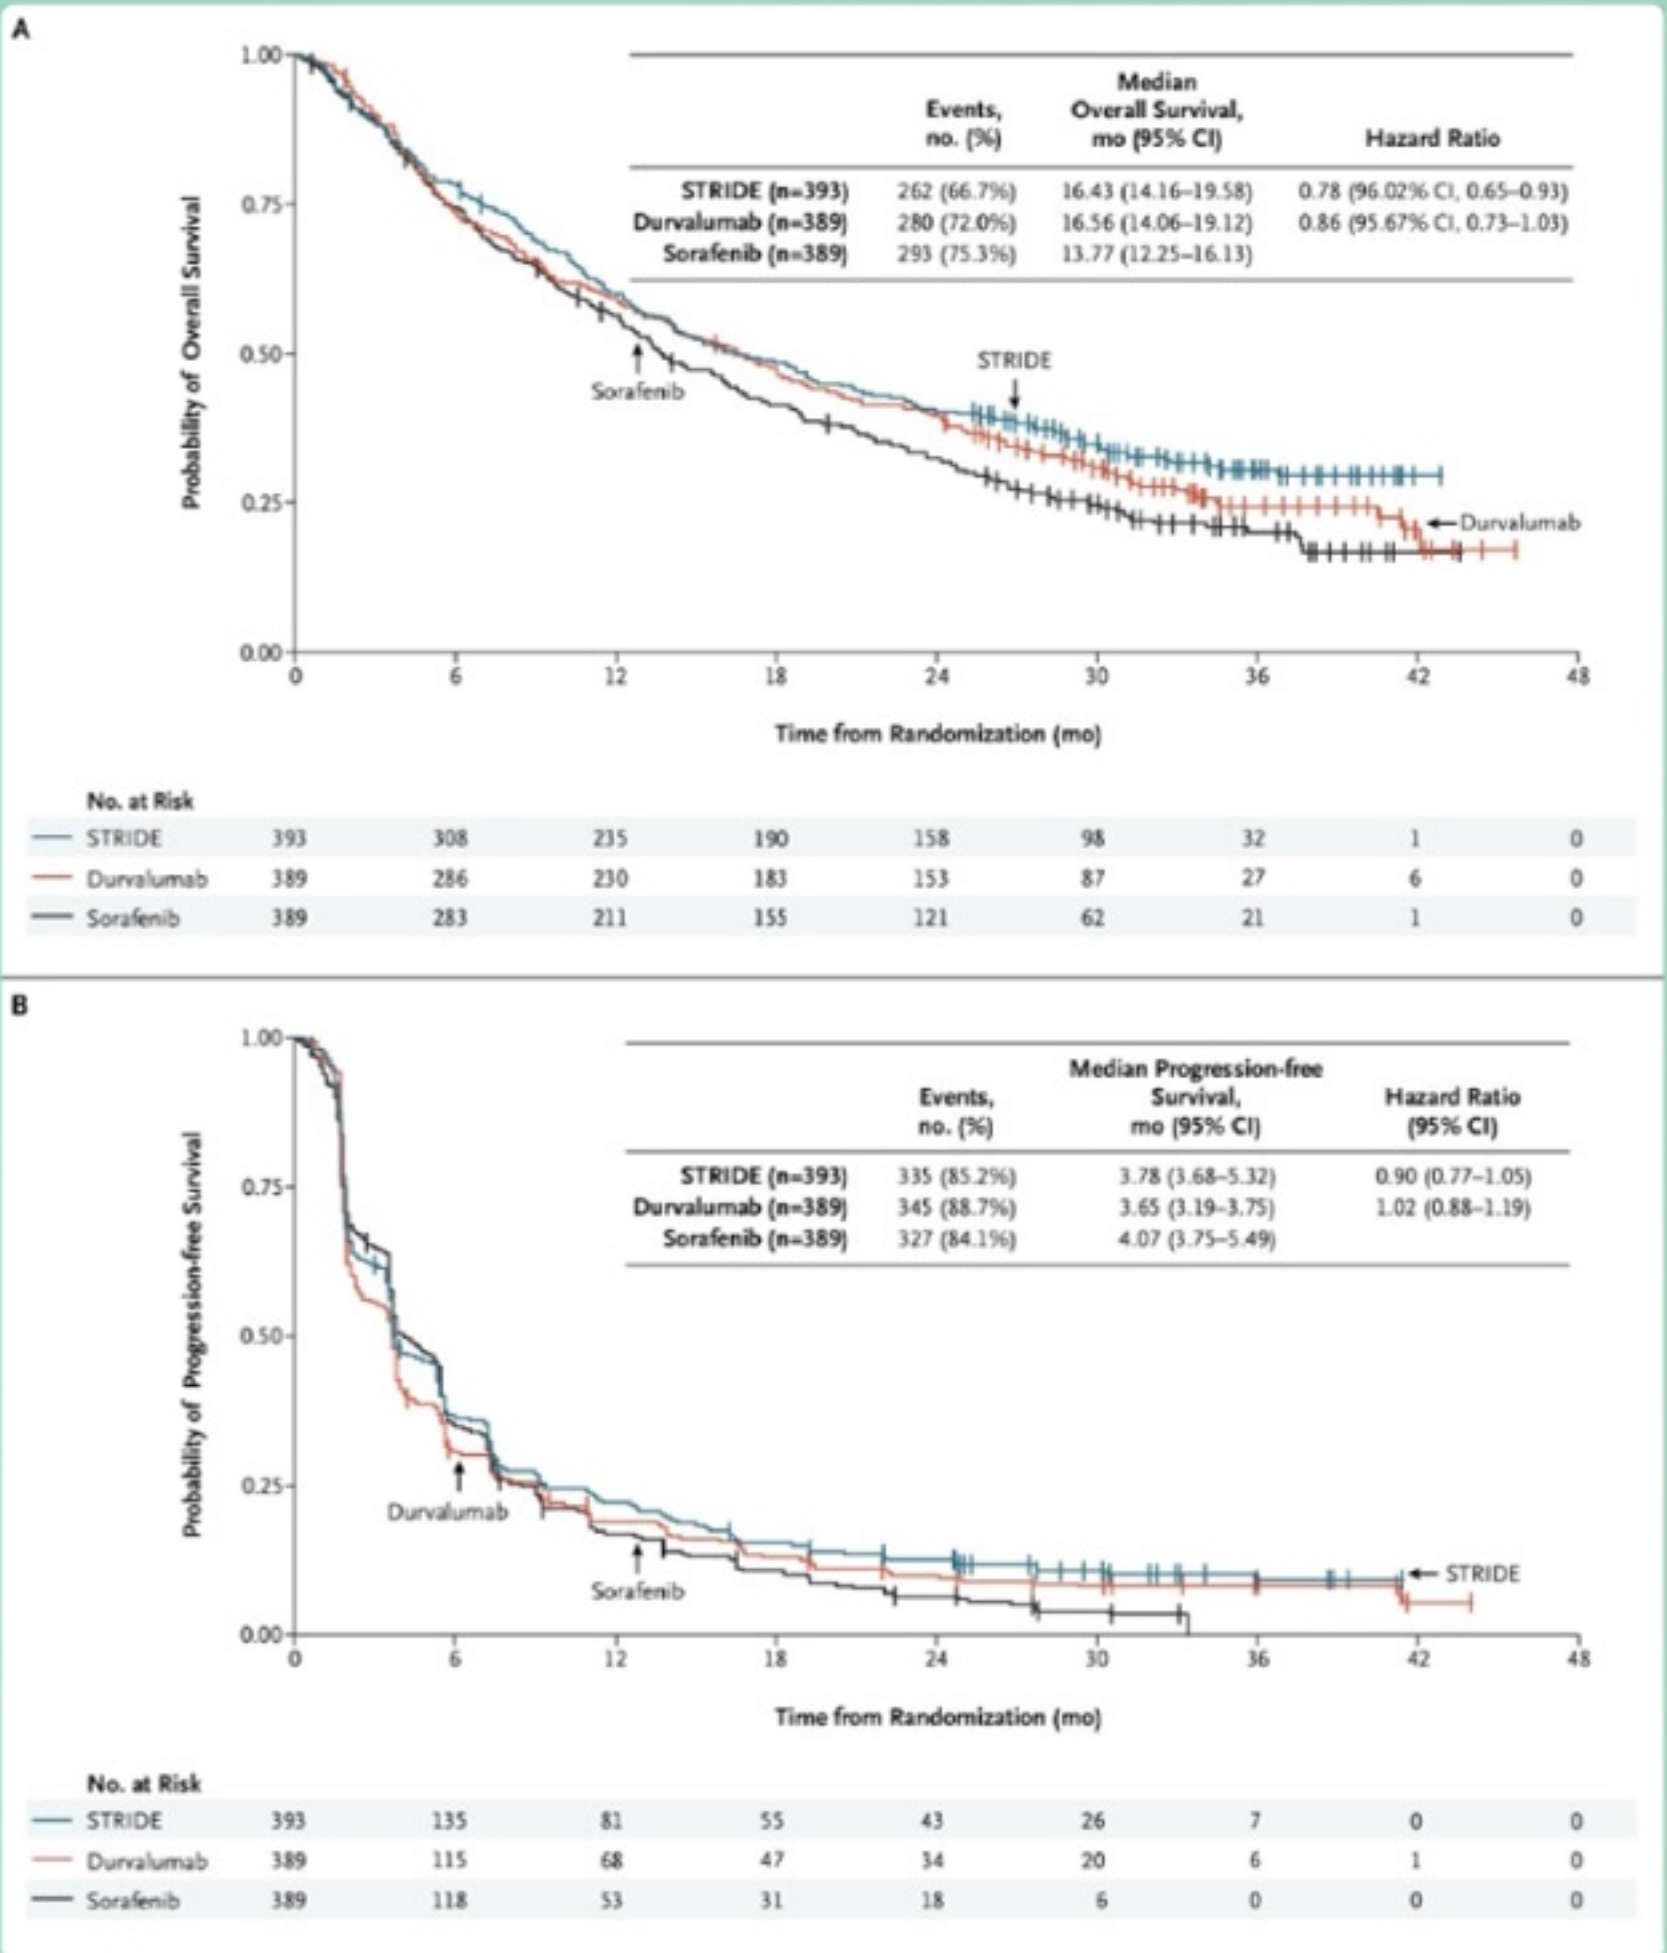 A
1.00
0.75
0.50
0.25
0.00
Probability of Overall Survival
Median
Events, Overall Survival,
no. (%) mo (95% CI) Hazard Ratio
STRIDE (n=393) 262 (66.7%) 16.43 (14.16–19.58) 0.78 (96.02% CI, 0.65–0.93)
Durvalumab (n=389) 280 (72.0%) 16.56 (14.06–19.12) 0.86 (95.67% CI, 0.73–1.03)
Sorafenib (n=389) 293 (75.3%) 13.77 (12.25–16.13)
STRIDE
Sorafenib
Durvalumab
0 6 12 18 24 30 36 42 48
Time from Randomization (mo)
No. at Risk
STRIDE 393 308 235 190 158 98 32 1 0
Durvalumab 389 286 230 183 153 87 27 6 0
Sorafenib 389 283 211 155 121 62 21 1 0
B
1.00
0.75
0.50
0.25
0.00
Probability of Progression-free Survival
Median Progression-free
Events, Survival, Hazard Ratio
no. (%) mo (95% CI) (95% CI)
STRIDE (n=393) 335 (85.2%) 3.78 (3.68–5.32) 0.90 (0.77–1.05)
Durvalumab (n=389) 345 (88.7%) 3.65 (3.19–3.75) 1.02 (0.88–1.19)
Sorafenib (n=389) 327 (84.1%) 4.07 (3.75–5.49)
Durvalumab
Sorafenib
STRIDE
0 6 12 18 24 30 36 42 48
Time from Randomization (mo)
No. at Risk
STRIDE 393 135 81 55 43 26 7 0 0
Durvalumab 389 115 68 47 34 20 6 1 0
Sorafenib 389 118 53 31 18 6 0 0 0